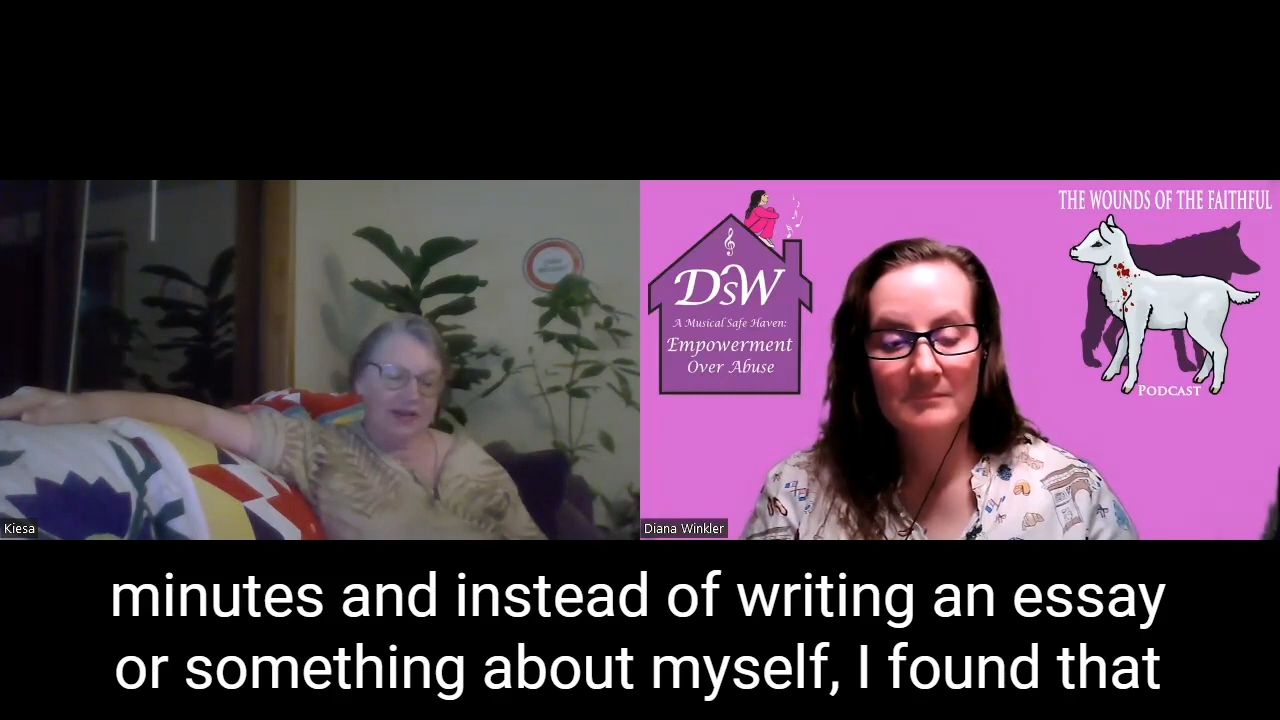 THE WOUNDS OF THE FAITHFUL
DSW
A Musical Safe Haven:
Empowerment
Over Abuse
PODCAST
Kiesa
Diana Winkler
minutes and instead of writing an essay
or something about myself, I found that